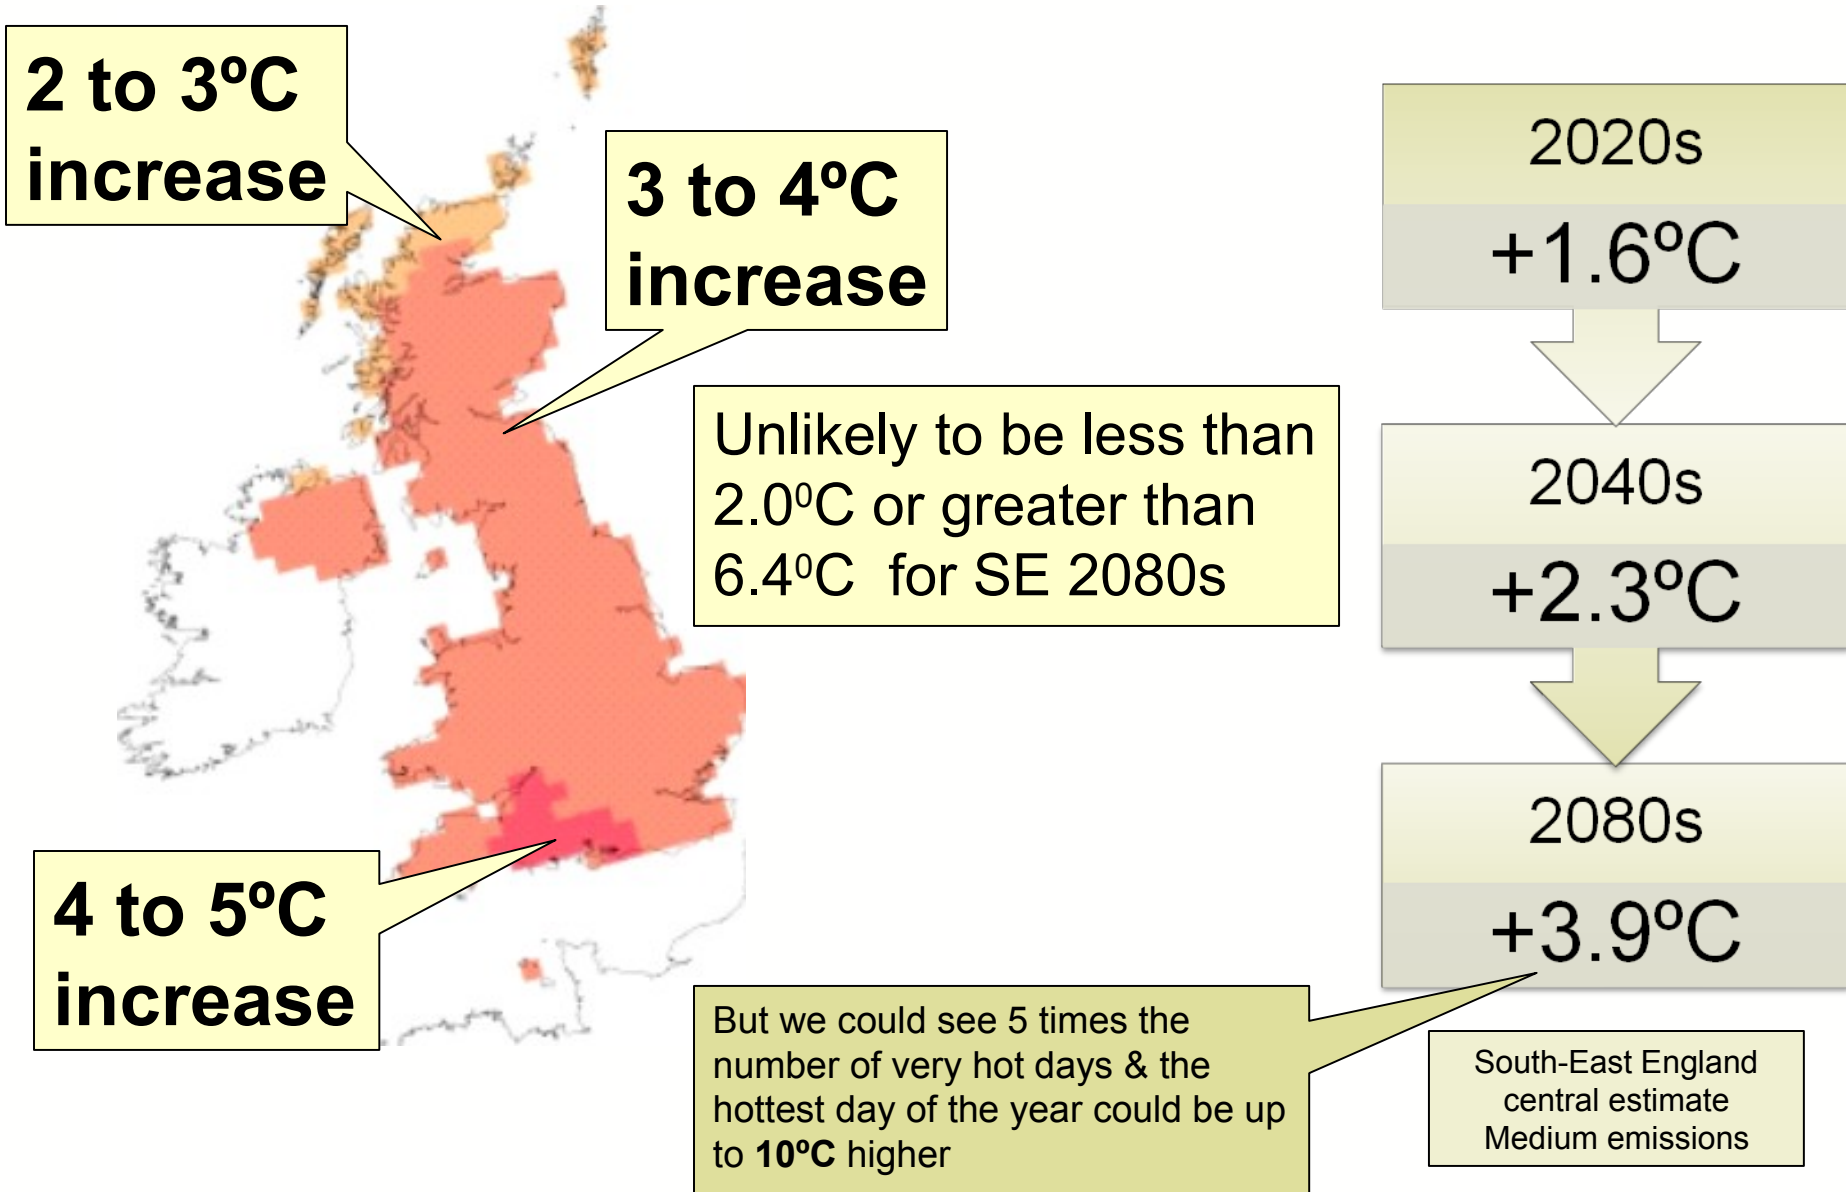 2 to 3ºC
increase
3 to 4ºC
increase
Unlikely to be less than
2.0⁰C or greater than
6.4⁰C  for SE 2080s
4 to 5ºC
increase
2020s
+1.6ºC
2040s
+2.3ºC
2080s
+3.9ºC
But we could see 5 times the
number of very hot days & the
hottest day of the year could be up
to 10ºC higher
South-East England
central estimate
Medium emissions